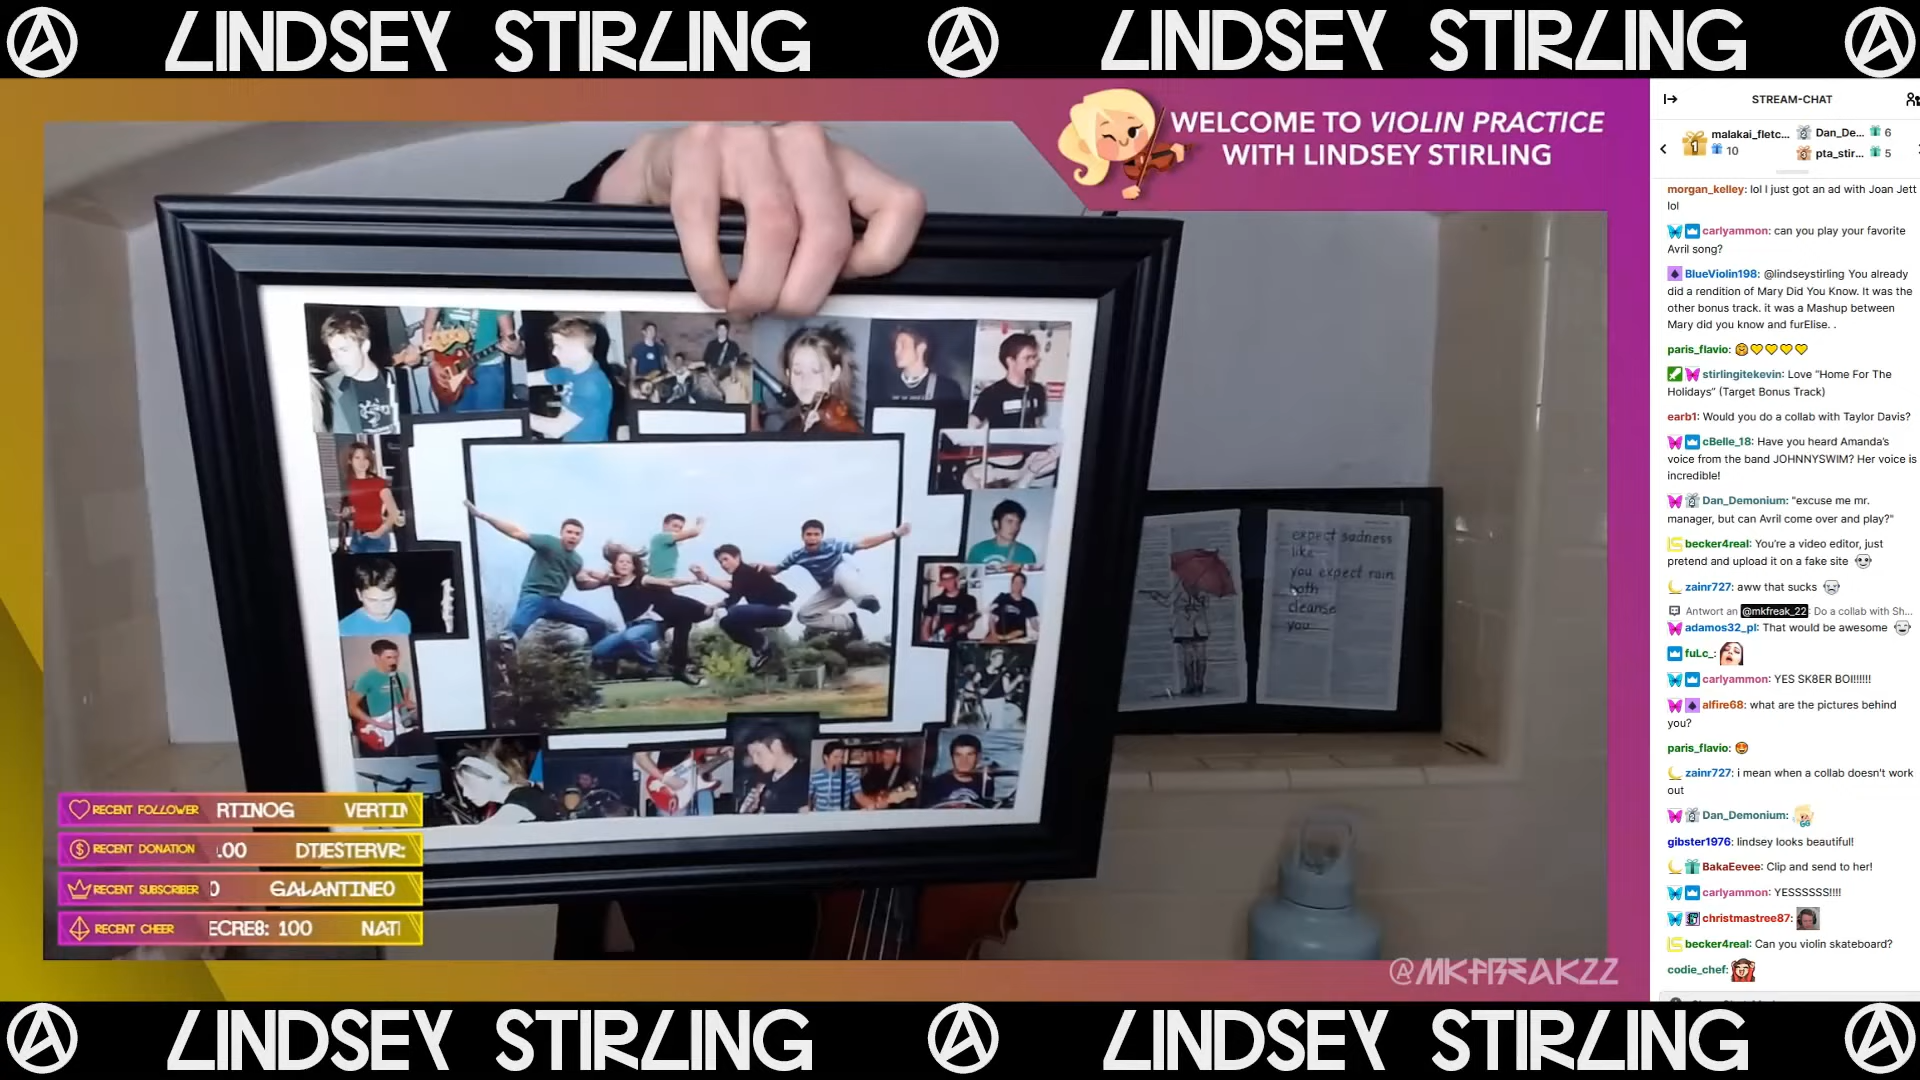 LINDSEY STIRLING
LINDSEY STIRLING
WELCOME TO VIOLIN PRACTICE
WITH LINDSEY STIRLING
expect sadness
like
you expect rain
both
cleanse
you
RECENT FOLLOWER RTINOG VERTIN
RECENT DONATION .00 DTJESTERVR:
RECENT SUBSCRIBER GALANTINE0
RECENT CHEER ECRE8: 100 NATI
@MKFREAKZZ
STREAM-CHAT
malakai_fletc...
10
Dan_De... 6
pta_stir... 5
morgan_kelley: lol I just got an ad with Joan Jett
lol
carlyammon: can you play your favorite
Avril song?
BlueViolin198: @lindseystirling You already
did a rendition of Mary Did You Know. It was the
other bonus track. it was a Mashup between
Mary did you know and furElise. .
paris_flavio:
stirlingitekevin: Love "Home For The
Holidays" (Target Bonus Track)
earb1: Would you do a collab with Taylor Davis?
cBelle_18: Have you heard Amanda's
voice from the band JOHNNYSWIM? Her voice is
incredible!
Dan_Demonium: "excuse me mr.
manager, but can Avril come over and play?"
becker4real: You're a video editor, just
pretend and upload it on a fake site
zainr727: aww that sucks
Antwort an @mkfreak_22: Do a collab with Sh...
adamos32_pl: That would be awesome
fuLc_:
carlyammon: YES SK8ER BOI!!!!!!
alfire68: what are the pictures behind
you?
paris_flavio:
zainr727: i mean when a collab doesn't work
out
Dan_Demonium:
gibster1976: lindsey looks beautiful!
BakaEevee: Clip and send to her!
carlyammon: YESSSSSS!!!!
christmastree87:
becker4real: Can you violin skateboard?
codie_chef:
LINDSEY STIRLING
LINDSEY STIRLING